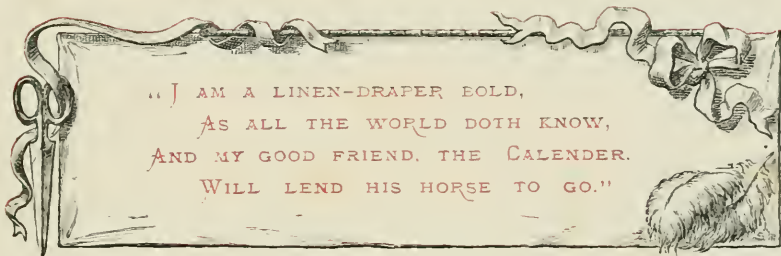 "I AM A LINEN-DRAPER BOLD,
AS ALL THE WORLD DOTH KNOW,
AND MY GOOD FRIEND, THE CALENDER.
WILL LEND HIS HORSE TO GO."